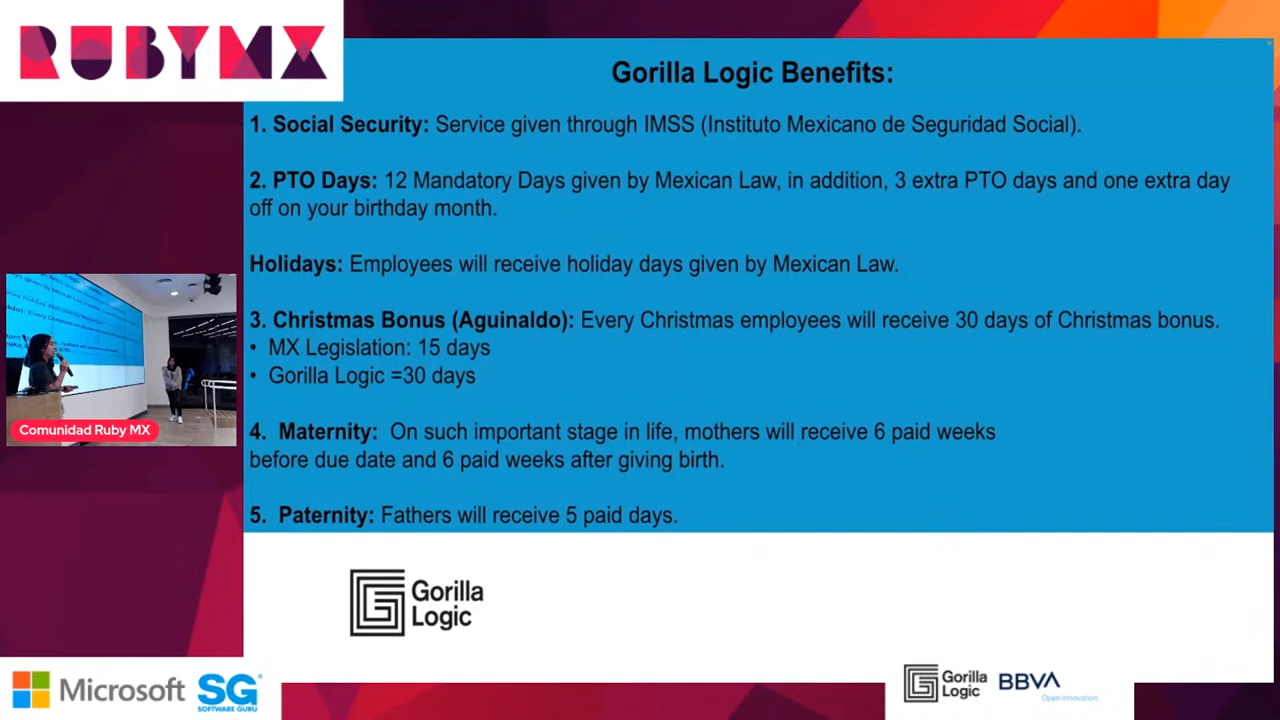 RUBYMX
Gorilla Logic Benefits:
1. Social Security: Service given through IMSS (Instituto Mexicano de Seguridad Social).
2. PTO Days: 12 Mandatory Days given by Mexican Law, in addition, 3 extra PTO days and one extra day
off on your birthday month.
Holidays: Employees will receive holiday days given by Mexican Law.
3. Christmas Bonus (Aguinaldo): Every Christmas employees will receive 30 days of Christmas bonus.
• MX Legislation: 15 days
• Gorilla Logic =30 days
4. Maternity: On such important stage in life, mothers will receive 6 paid weeks
before due date and 6 paid weeks after giving birth.
5. Paternity: Fathers will receive 5 paid days.
Comunidad Ruby MX
Gorilla
Logic
Microsoft
SG
SOFTWARE GURU
Gorilla
Logic
BBVA
Open Innovation